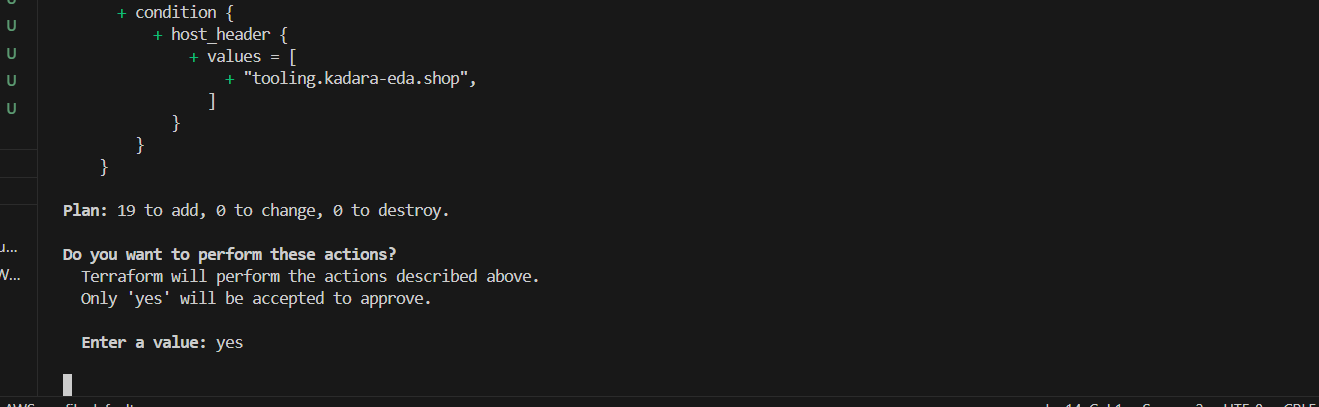 U
+ condition {
U
+ host_header {
U
+ values = [
U
+ "tooling.kadara-eda.shop",
]
U
}
}
}
Plan: 19 to add, 0 to change, 0 to destroy.
u...
Do you want to perform these actions?
W...
Terraform will perform the actions described above.
Only 'yes' will be accepted to approve.
Enter a value: yes